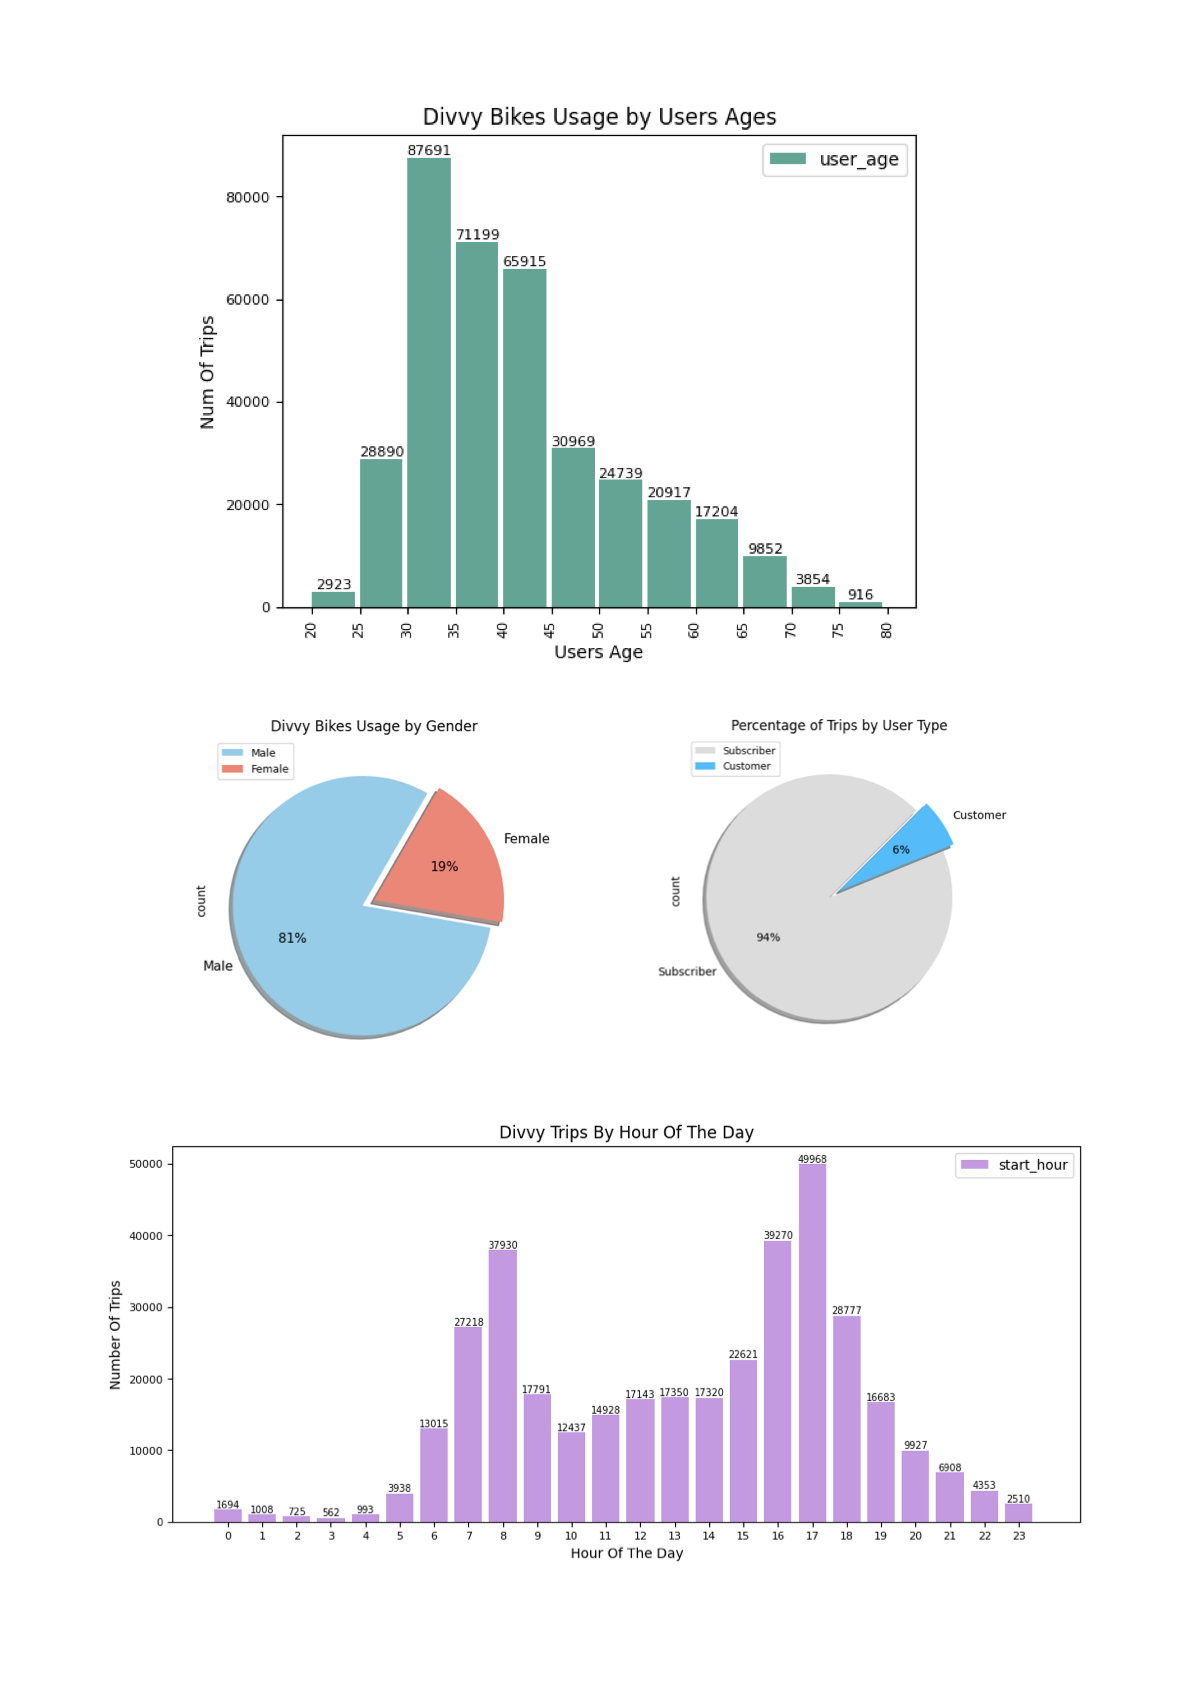 Divvy Bikes Usage by Users Ages
user_age
87691
80000
71199
65915
60000
Num Of Trips
40000
30969
28890
24739
20917
20000
17204
9852
3854
2923
916
0
20 25 30 35 40 45 50 55 60 65 70 75 80
Users Age
Divvy Bikes Usage by Gender
Male
Female
Female
19%
count
81%
Male
Percentage of Trips by User Type
Subscriber
Customer
Customer
6%
count
94%
Subscriber
Divvy Trips By Hour Of The Day
start_hour
50000
40000
30000
20000
10000
0
Number Of Trips
1694 1008 725 562 993 3938 13015 27218 37930 17791 12437 14928 17143 17350 17320 22621 39270 49968 28777 16683 9927 6908 4353 2510
0 1 2 3 4 5 6 7 8 9 10 11 12 13 14 15 16 17 18 19 20 21 22 23
Hour Of The Day